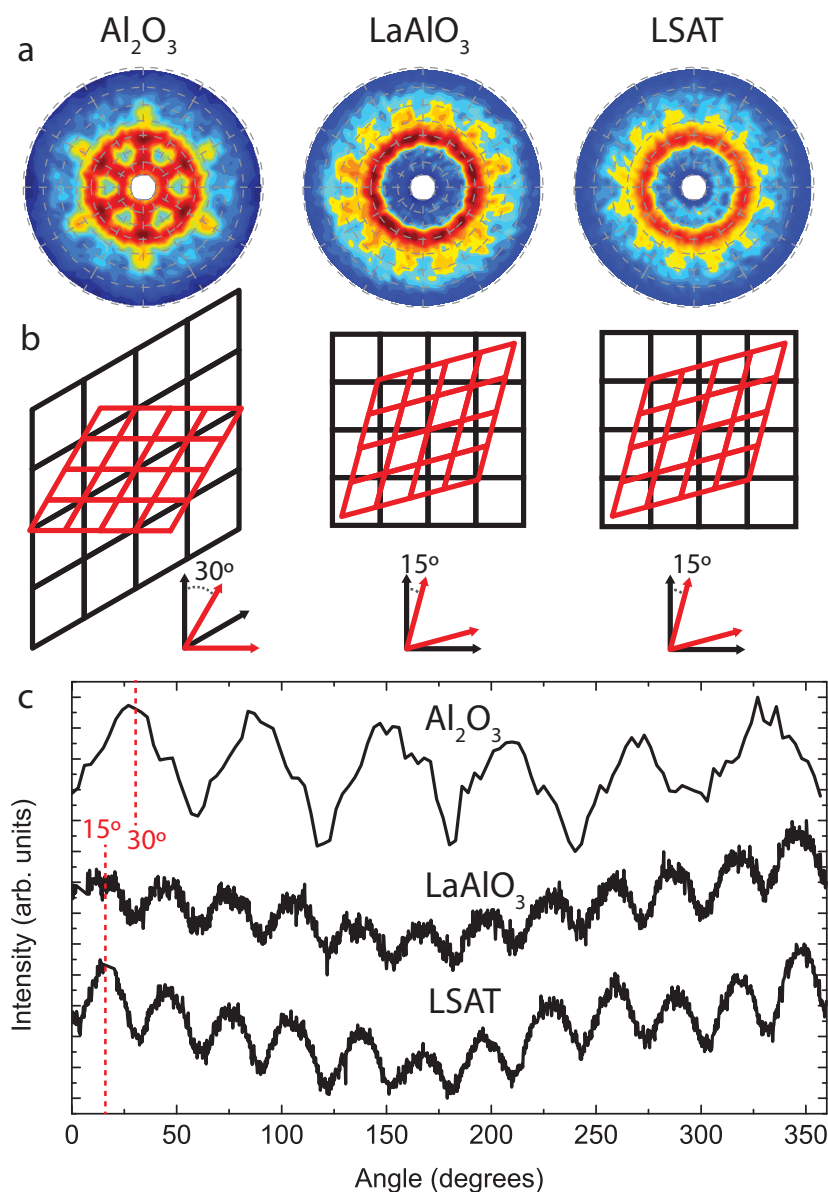 Al₂O₃ LaAlO₃ LSAT
a
b
30º 15º 15º
c
Al₂O₃
15º
30º
LaAlO₃
LSAT
Intensity (arb. units)
0 50 100 150 200 250 300 350
Angle (degrees)